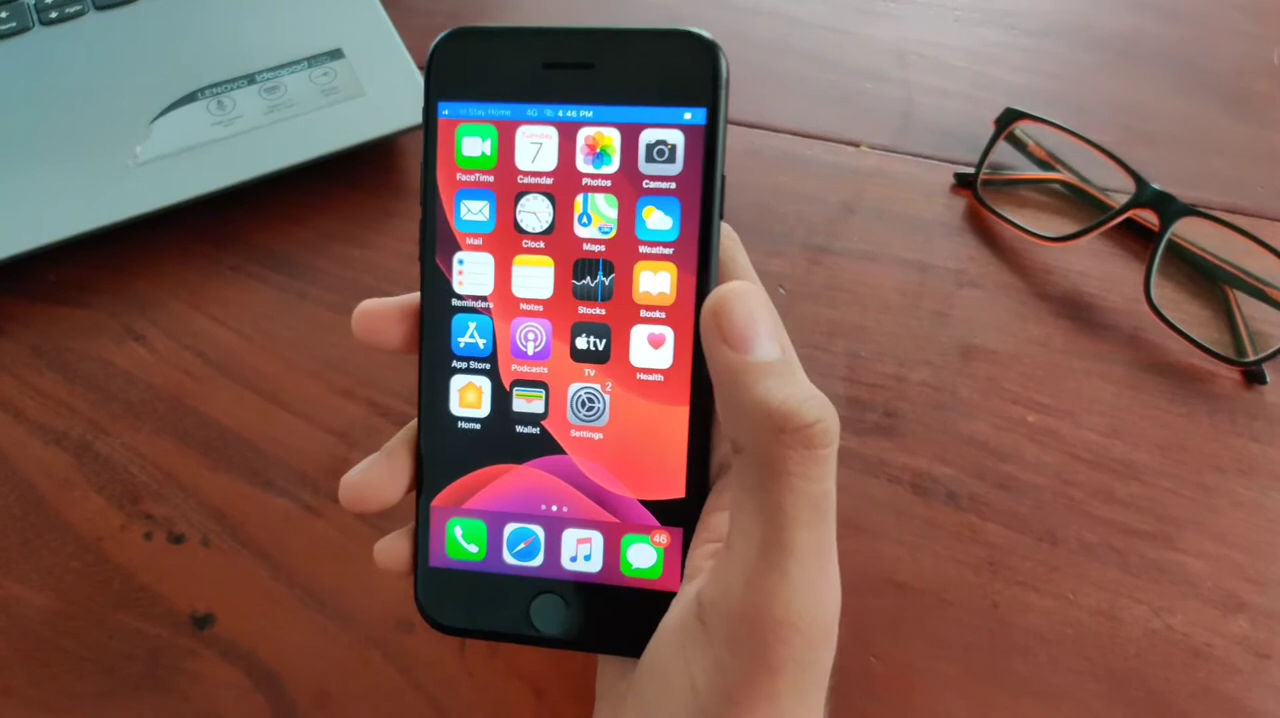 LENOVO ideapad
Stay Home 4G 4:46 PM
Tuesday
7
FaceTime Calendar Photos Camera
Mail Clock Maps Weather
Reminders Notes Stocks Books
tv
App Store Podcasts TV Health
2
Home Wallet Settings
46